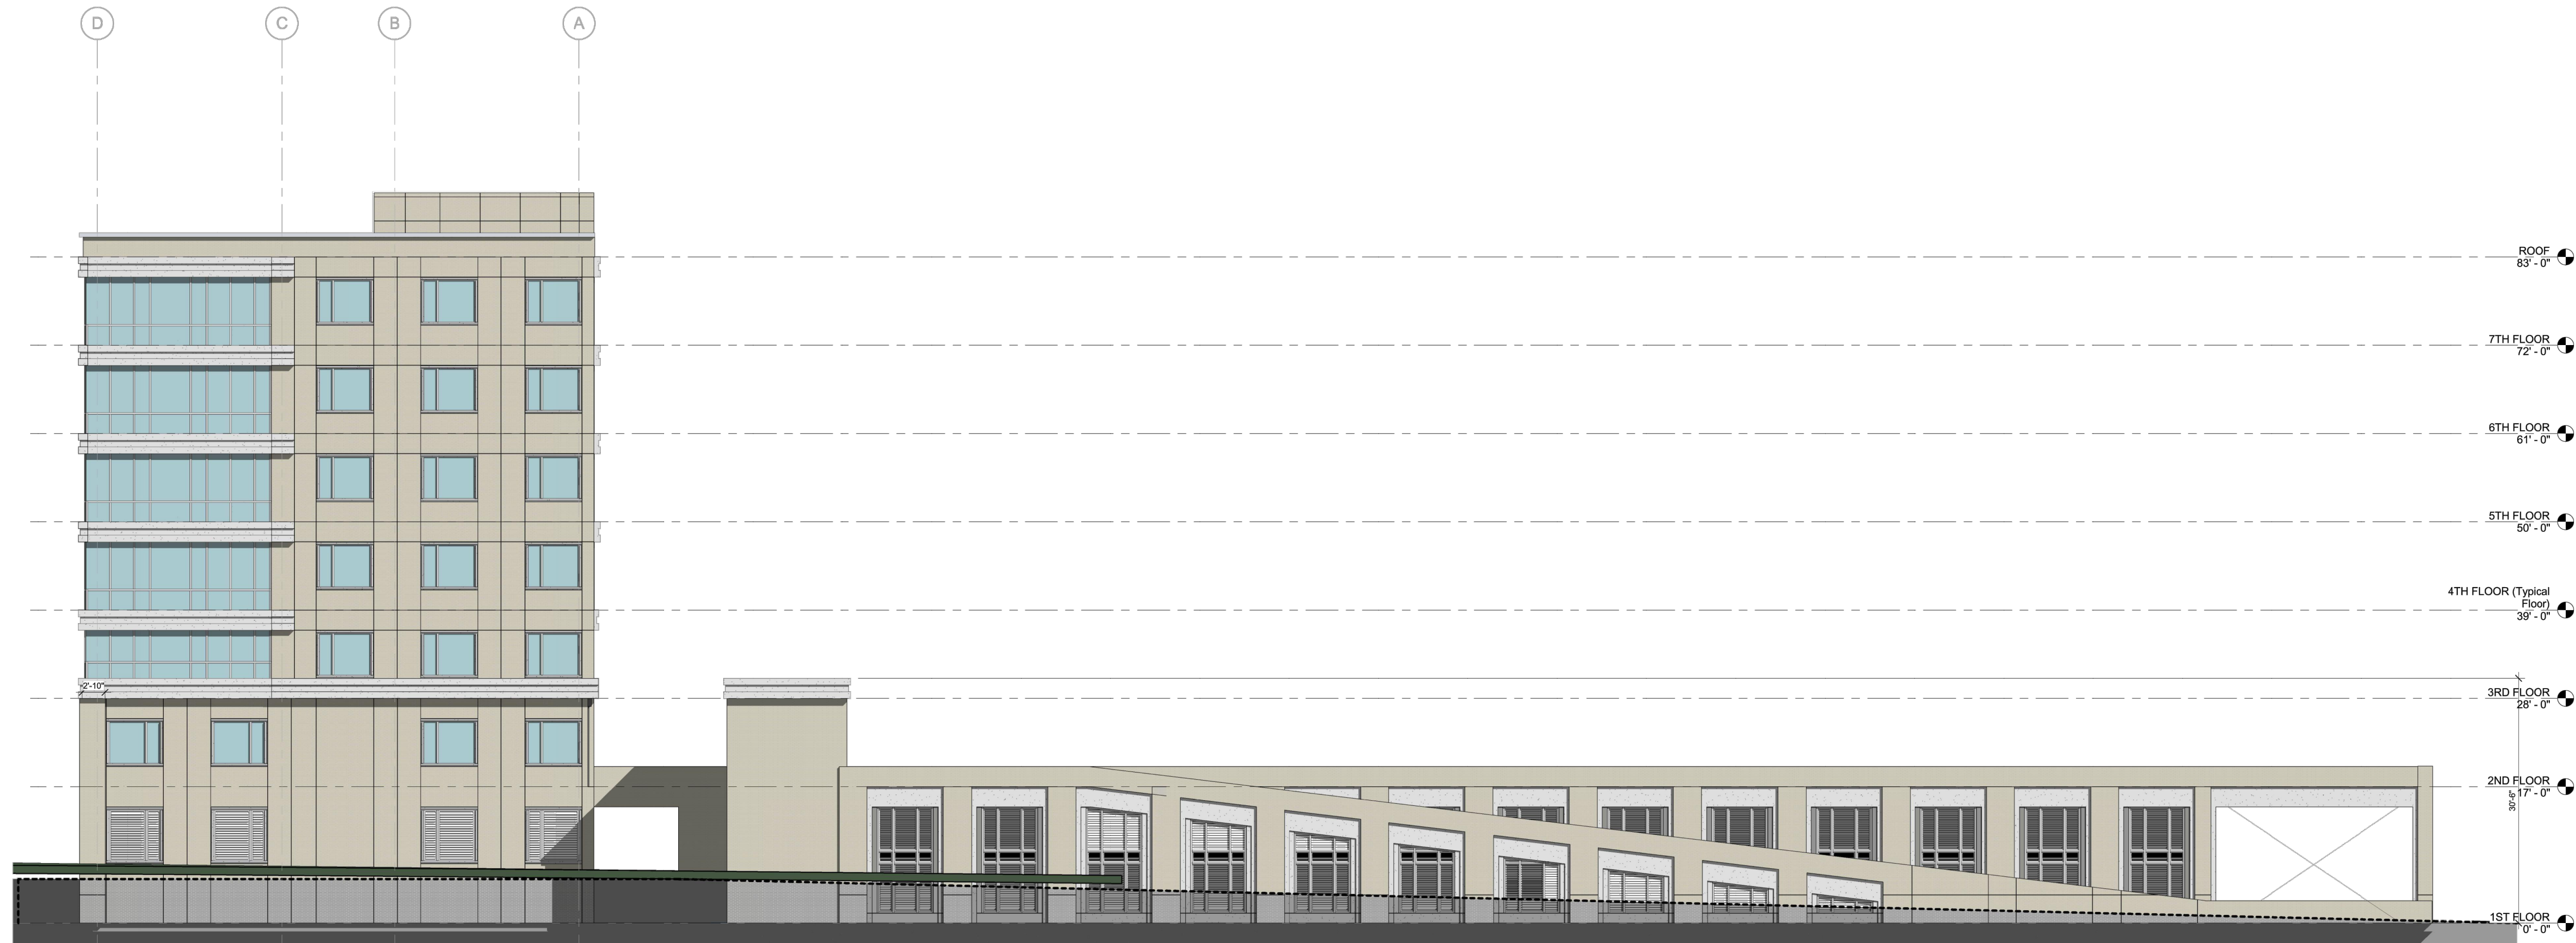 D C B A
ROOF
83' - 0"
7TH FLOOR
72' - 0"
6TH FLOOR
61' - 0"
5TH FLOOR
50' - 0"
4TH FLOOR (Typical
Floor)
39' - 0"
2'-10"
3RD FLOOR
28' - 0"
2ND FLOOR
17' - 0"
30'-6"
1ST FLOOR
0' - 0"